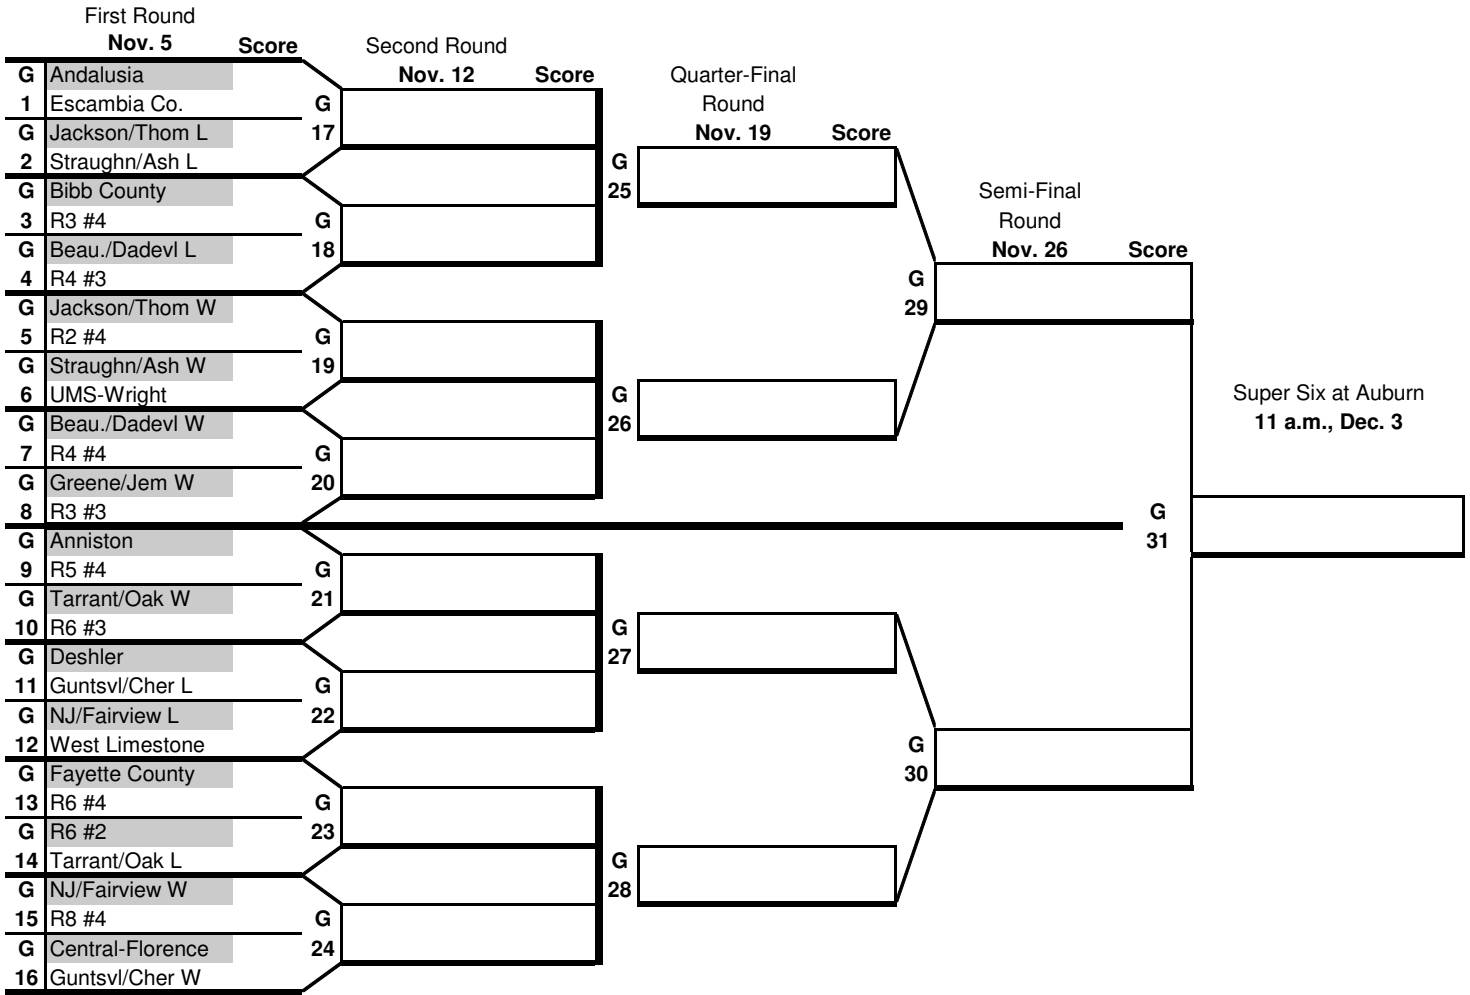 First Round
Nov. 5 Score
Second Round
Nov. 12 Score
Quarter-Final
Round
Nov. 19 Score
Semi-Final
Round
Nov. 26 Score
Super Six at Auburn
11 a.m., Dec. 3
G Andalusia
1 Escambia Co.
G Jackson/Thom L
2 Straughn/Ash L
G Bibb County
3 R3 #4
G Beau./Dadevl L
4 R4 #3
G Jackson/Thom W
5 R2 #4
G Straughn/Ash W
6 UMS-Wright
G Beau./Dadevl W
7 R4 #4
G Greene/Jem W
8 R3 #3
G Anniston
9 R5 #4
G Tarrant/Oak W
10 R6 #3
G Deshler
11 Guntsvl/Cher L
G NJ/Fairview L
12 West Limestone
G Fayette County
13 R6 #4
G R6 #2
14 Tarrant/Oak L
G NJ/Fairview W
15 R8 #4
G Central-Florence
16 Guntsvl/Cher W
G
17
G
18
G
19
G
20
G
21
G
22
G
23
G
24
G
25
G
26
G
27
G
28
G
29
G
30
G
31